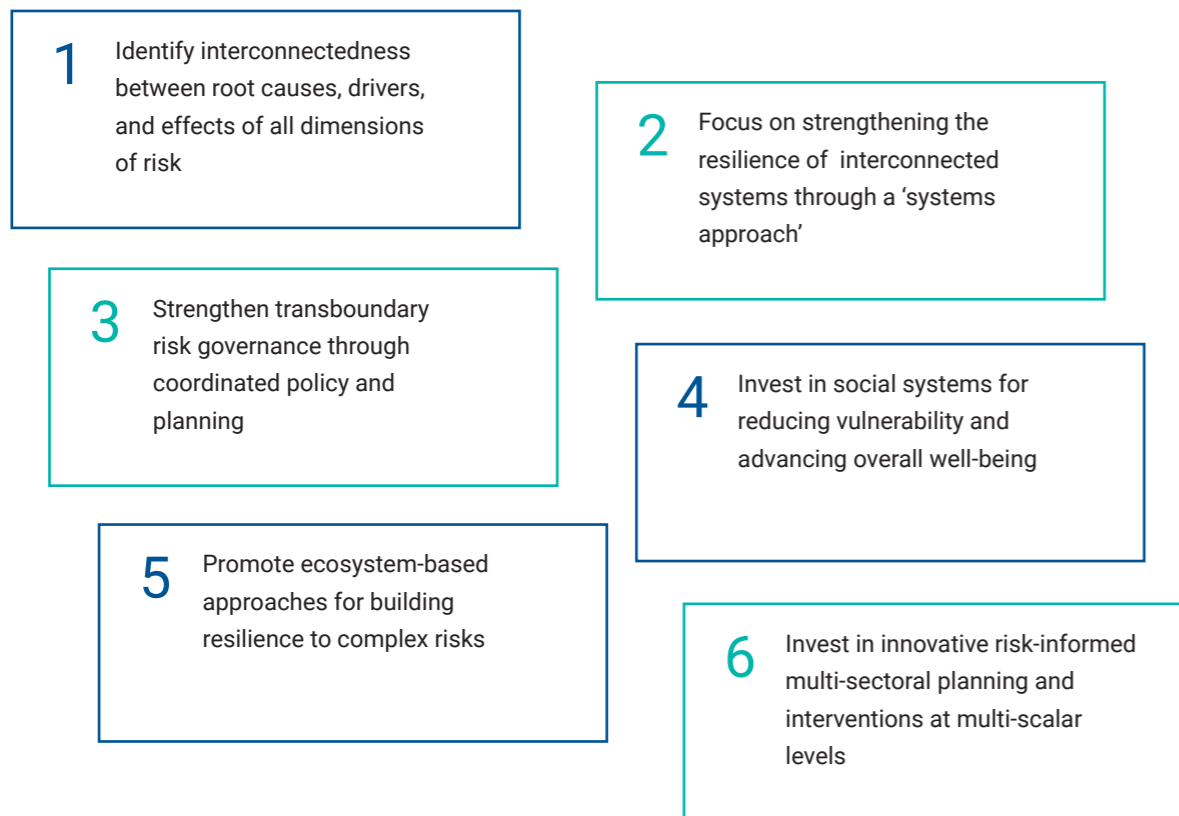 1
Identify interconnectedness
between root causes, drivers,
and effects of all dimensions
of risk
2
Focus on strengthening the
resilience of  interconnected
systems through a ‘systems
approach’
3
Strengthen transboundary
risk governance through
coordinated policy and
planning
4
Invest in social systems for
reducing vulnerability and
advancing overall well-being
5
Promote ecosystem-based
approaches for building
resilience to complex risks
6
Invest in innovative risk-informed
multi-sectoral planning and
interventions at multi-scalar
levels